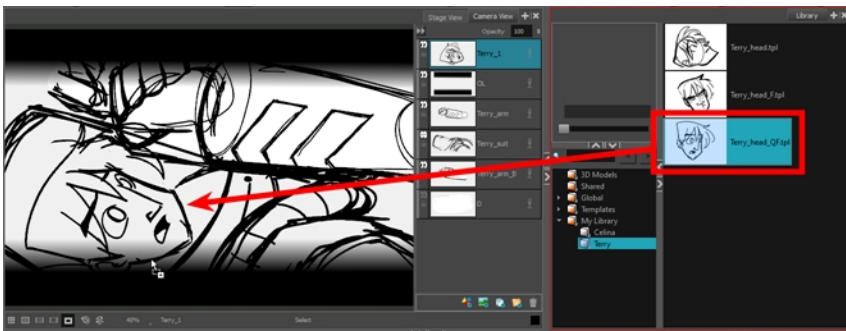 Stage View Camera View
Opacity 100
Terry_1
OL
Terry_arm
Terry_suit
Terry_arm_B
D
40% Terry_1 Select
Library
Terry_head.tpl
Terry_head_F.tpl
Terry_head_QF.tpl
3D Models
Shared
Global
Templates
My Library
Celina
Terry